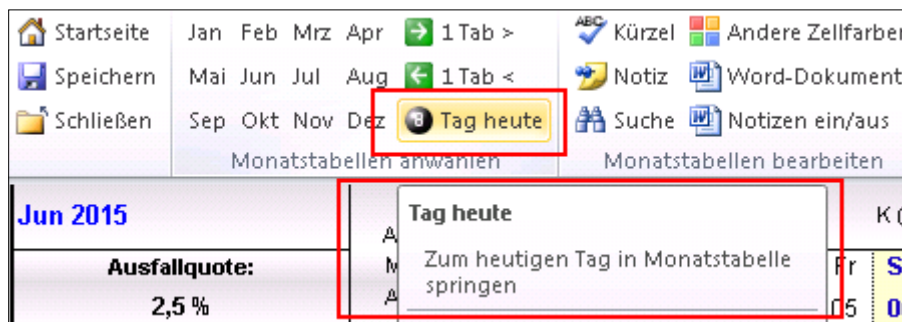 Startseite Jan Feb Mrz Apr 1 Tab > Kürzel Andere Zellfarben
Speichern Mai Jun Jul Aug 1 Tab < Notiz Word-Dokument
Schließen Sep Okt Nov Dez Tag heute Suche Notizen ein/aus
Monatstabellen anwählen Monatstabellen bearbeiten
Jun 2015 Tag heute K (
Ausfallquote: Zum heutigen Tag in Monatstabelle Fr S
springen
2,5 % 05 0